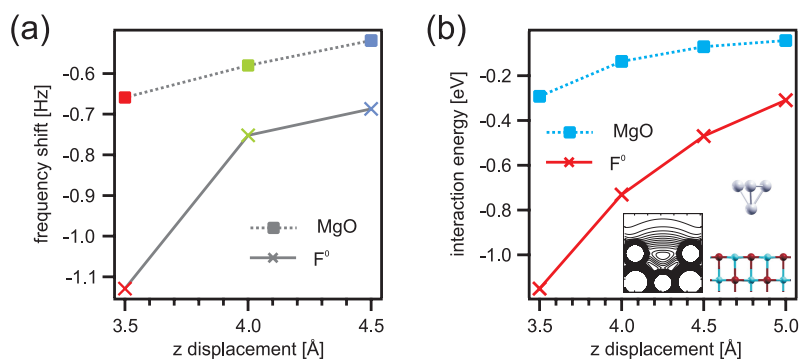 (a)
frequency shift [Hz]
-0.6
-0.7
-0.8
-0.9
-1.0
-1.1
MgO
F⁰
3.5
4.0
4.5
z displacement [Å]
(b)
interaction energy [eV]
-0.2
-0.4
-0.6
-0.8
-1.0
MgO
F⁰
3.5
4.0
4.5
5.0
z displacement [Å]